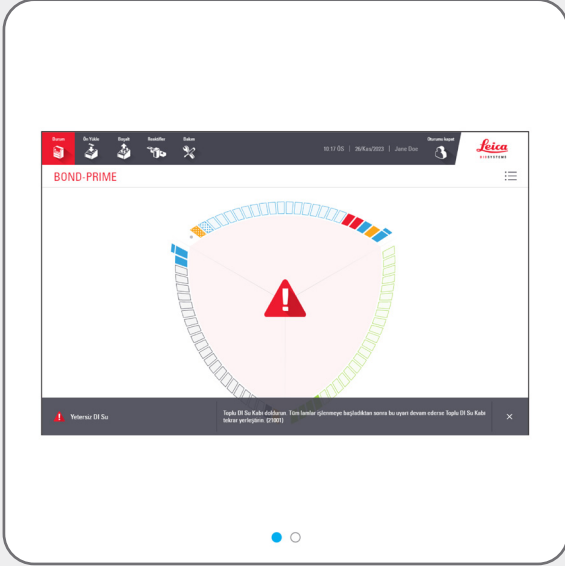 Durum Ön Yükle Boşalt Reaktifler Bakım
10:17 ÖS | 26/Kas/2023 | Jane Doe
Oturumu kapat
Leica
BIOSYSTEMS
BOND-PRIME
Yetersiz DI Su
Toplu DI Su Kabı doldurun. Tüm lamlar işlenmeye başladıktan sonra bu uyarı devam ederse Toplu DI Su Kabı
tekrar yerleştirin. (21001)